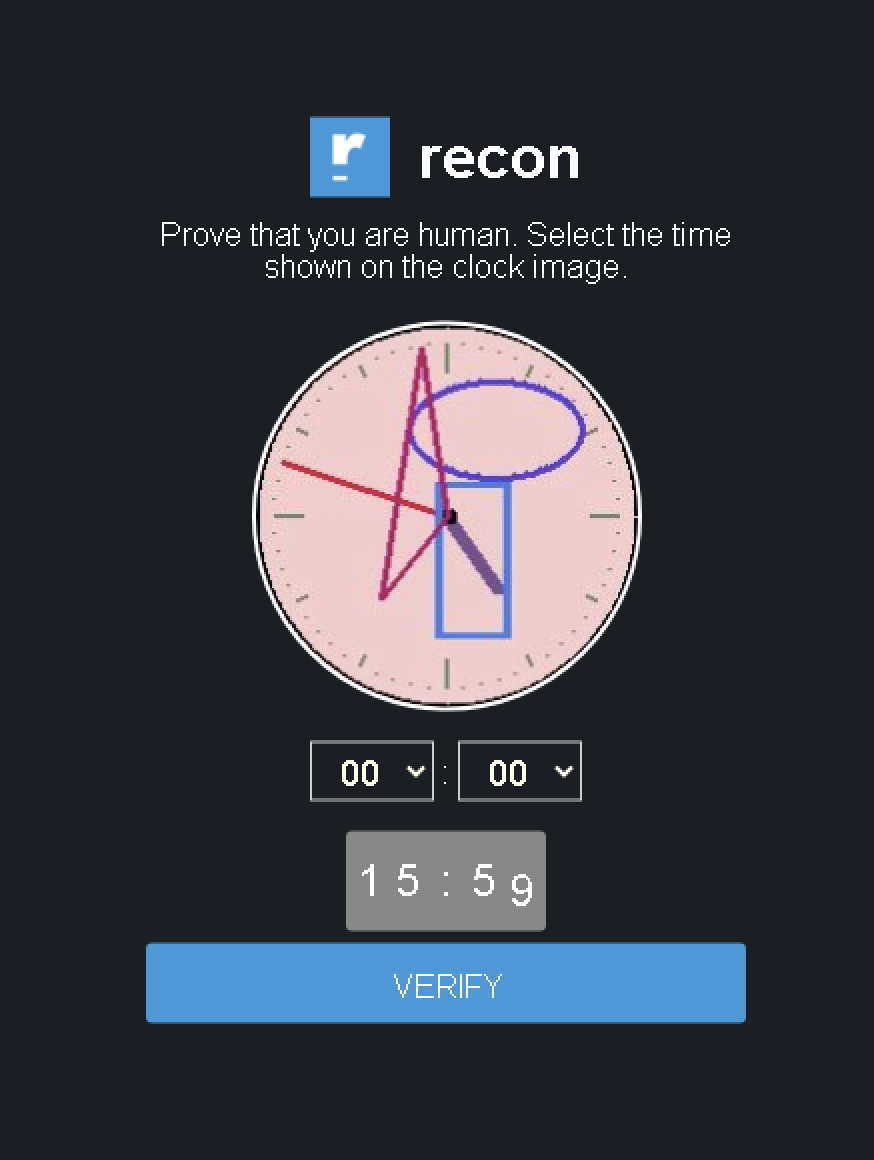 r recon
Prove that you are human. Select the time
shown on the clock image.
00 : 00
15:59
VERIFY